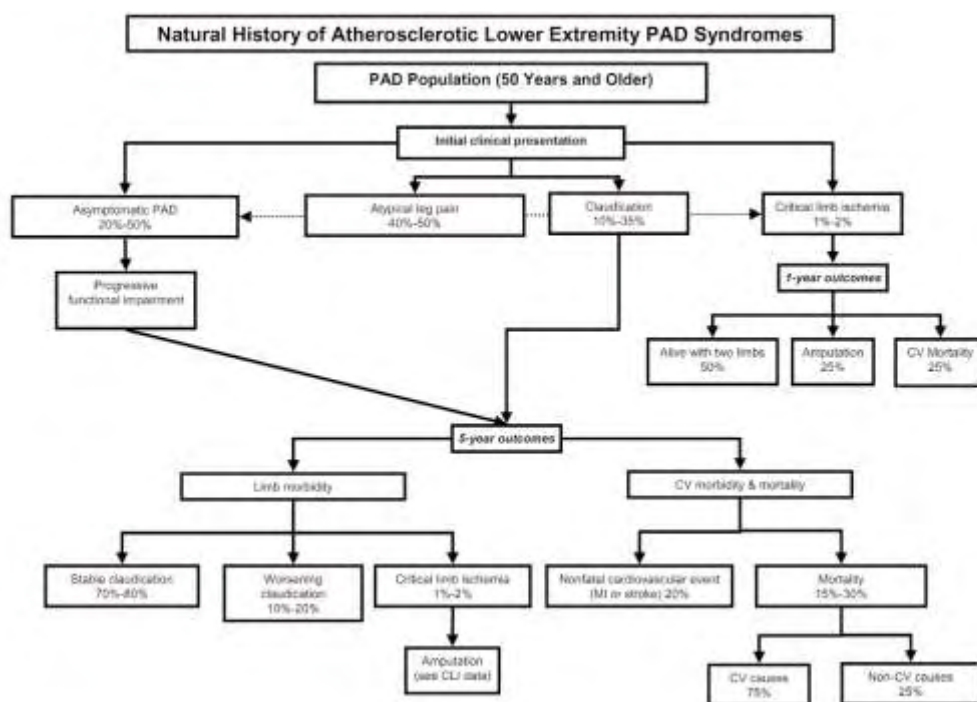 Natural History of Atherosclerotic Lower Extremity PAD Syndromes
PAD Population (50 Years and Older)
Initial clinical presentation
Asymptomatic PAD
20%-50%
Atypical leg pain
40%-50%
Claudication
10%-35%
Critical limb ischemia
1%-2%
Progressive
functional impairment
1-year outcomes
Alive with two limbs
50%
Amputation
25%
CV Mortality
25%
5-year outcomes
Limb morbidity
CV morbidity & mortality
Stable claudication
70%-80%
Worsening
claudication
10%-20%
Critical limb ischemia
1%-2%
Nonfatal cardiovascular event
(MI or stroke) 20%
Mortality
15%-30%
Amputation
(see CLI data)
CV causes
75%
Non-CV causes
25%